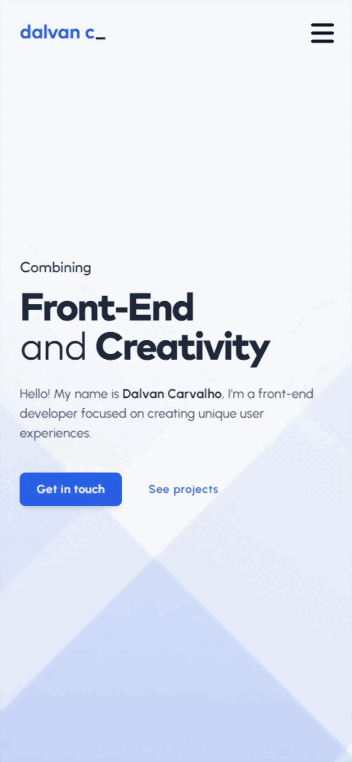 dalvan c_
Combining
Front-End
and Creativity
Hello! My name is Dalvan Carvalho, I'm a front-end
developer focused on creating unique user
experiences.
Get in touch
See projects